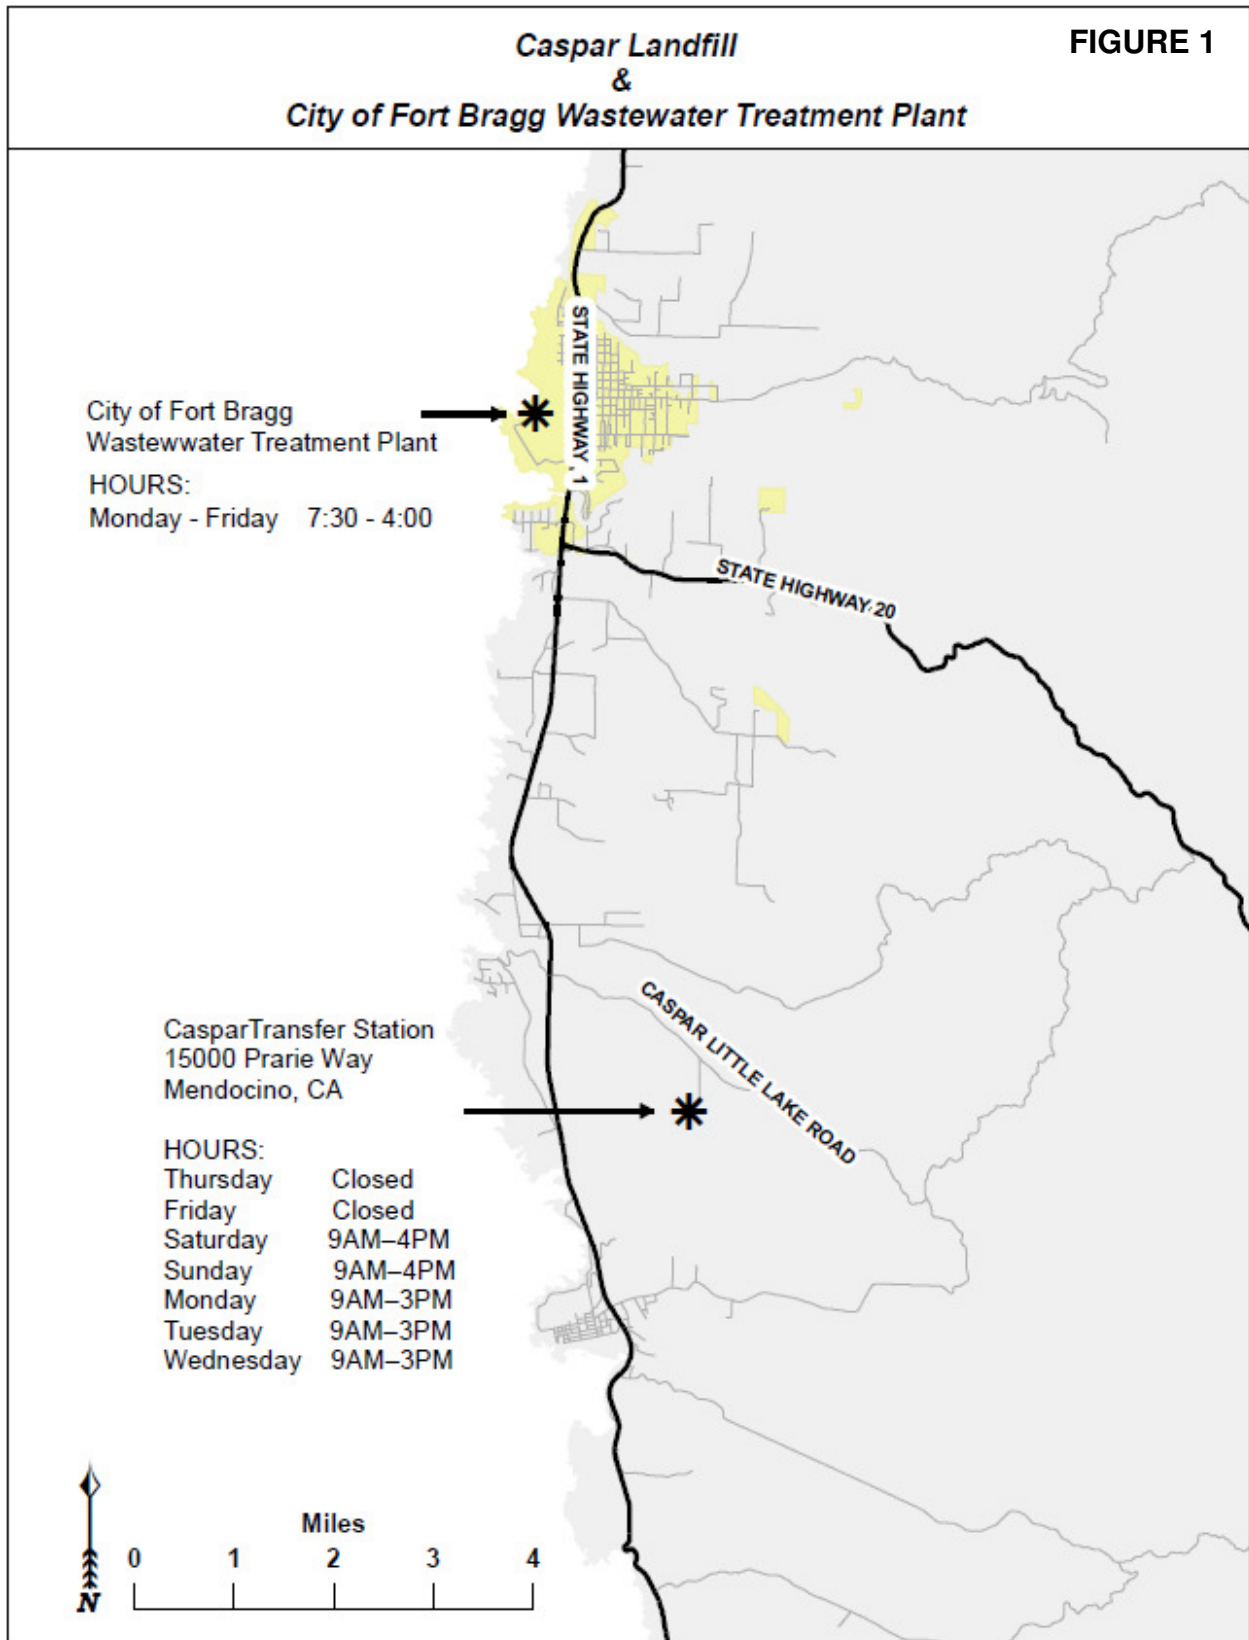 Caspar Landfill
&
City of Fort Bragg Wastewater Treatment Plant
FIGURE 1
STATE HIGHWAY 1
City of Fort Bragg
Wastewwater Treatment Plant
HOURS:
Monday - Friday 7:30 - 4:00
STATE HIGHWAY 20
CASPAR LITTLE LAKE ROAD
CasparTransfer Station
15000 Prarie Way
Mendocino, CA
HOURS:
Thursday Closed
Friday Closed
Saturday 9AM–4PM
Sunday 9AM–4PM
Monday 9AM–3PM
Tuesday 9AM–3PM
Wednesday 9AM–3PM
Miles
0 1 2 3 4
N